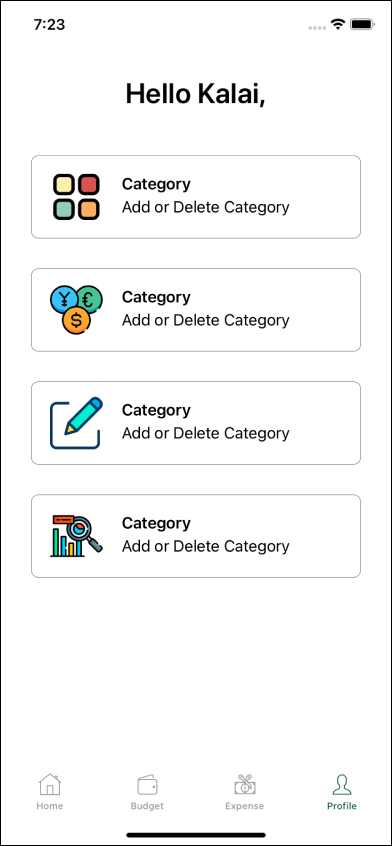 7:23
Hello Kalai,
Category
Add or Delete Category
Category
Add or Delete Category
Category
Add or Delete Category
Category
Add or Delete Category
Home
Budget
Expense
Profile